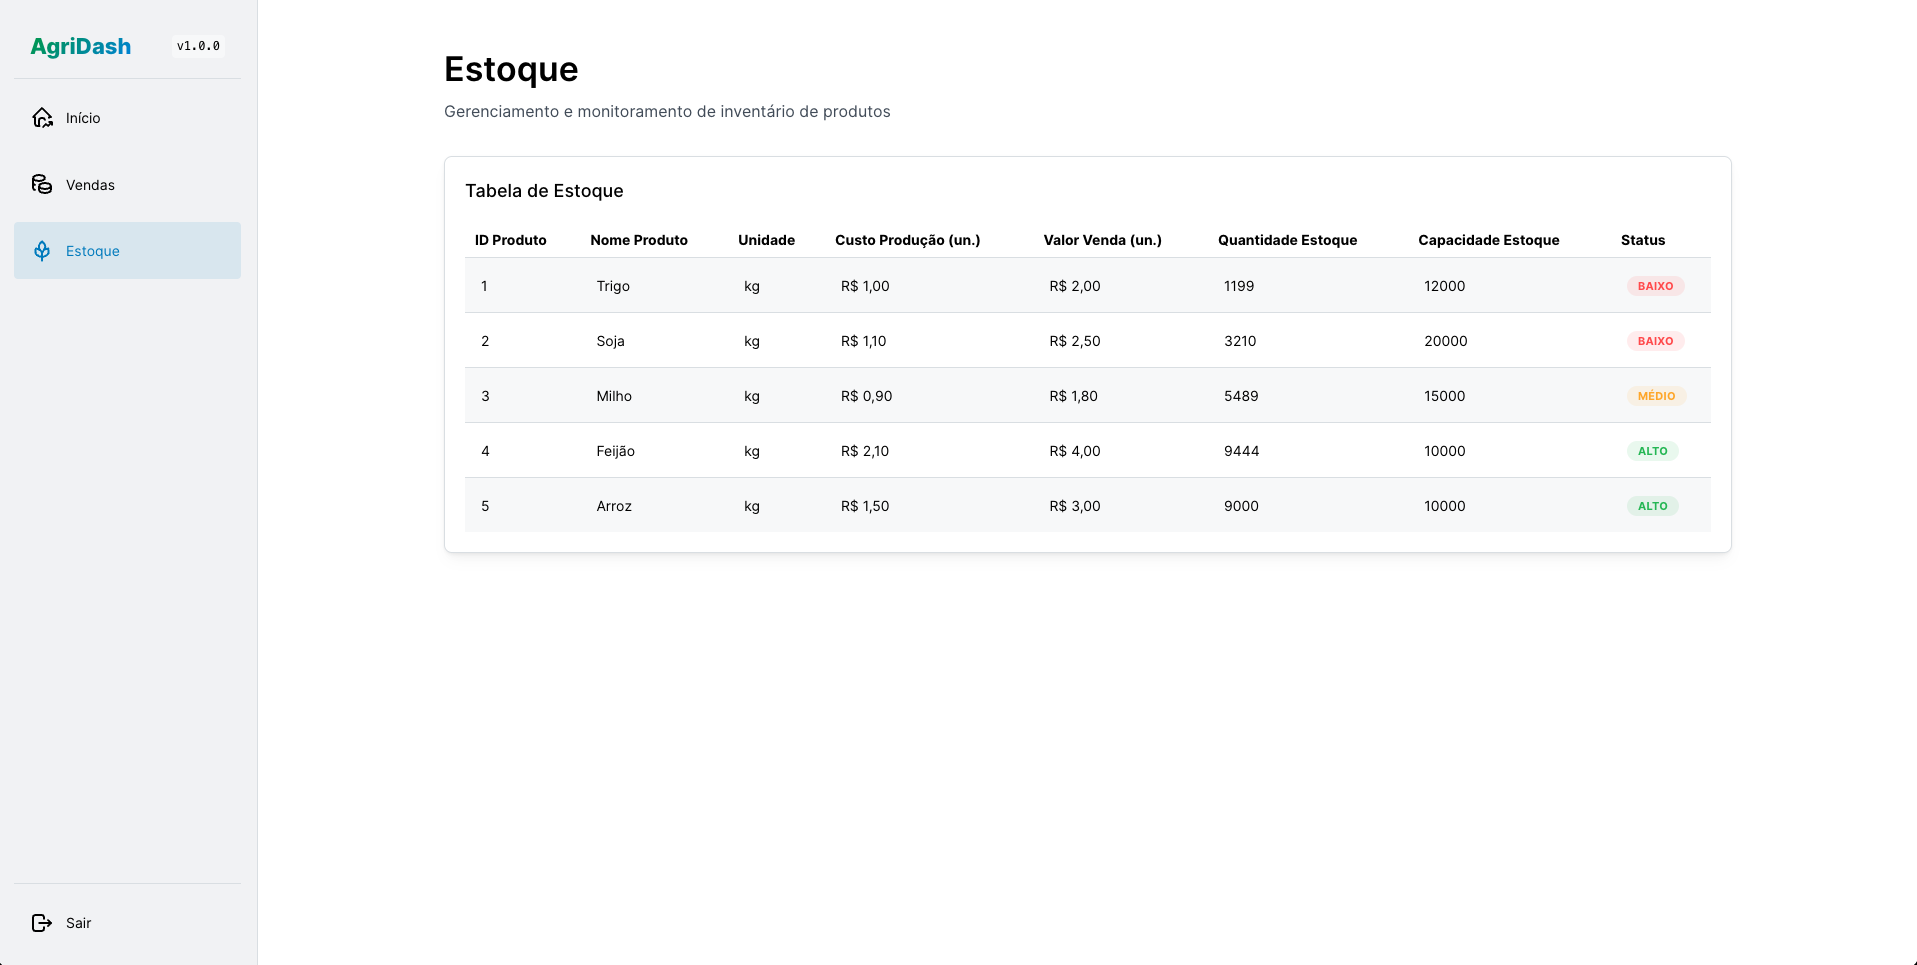 AgriDash v1.0.0
Início
Vendas
Estoque
Sair
Estoque
Gerenciamento e monitoramento de inventário de produtos
Tabela de Estoque
ID Produto Nome Produto Unidade Custo Produção (un.) Valor Venda (un.) Quantidade Estoque Capacidade Estoque Status
1 Trigo kg R$ 1,00 R$ 2,00 1199 12000 BAIXO
2 Soja kg R$ 1,10 R$ 2,50 3210 20000 BAIXO
3 Milho kg R$ 0,90 R$ 1,80 5489 15000 MÉDIO
4 Feijão kg R$ 2,10 R$ 4,00 9444 10000 ALTO
5 Arroz kg R$ 1,50 R$ 3,00 9000 10000 ALTO